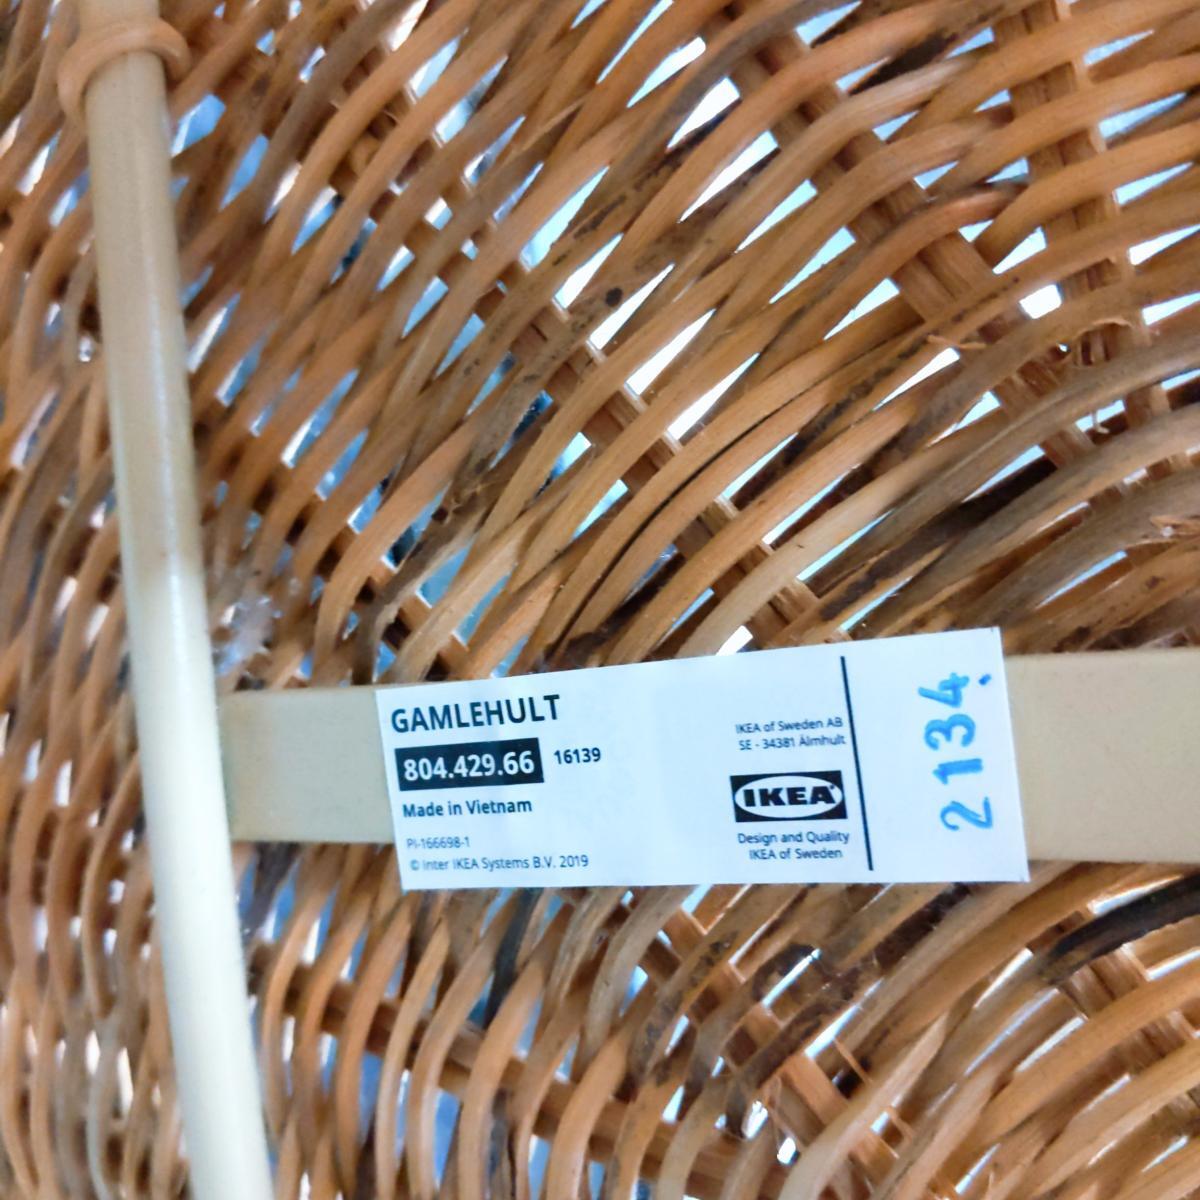 GAMLEHULT
804.429.66 16139
Made in Vietnam
PI-166698-1
© Inter IKEA Systems B.V. 2019
IKEA of Sweden AB
SE - 34381 Älmhult
IKEA®
Design and Quality
IKEA of Sweden
2134